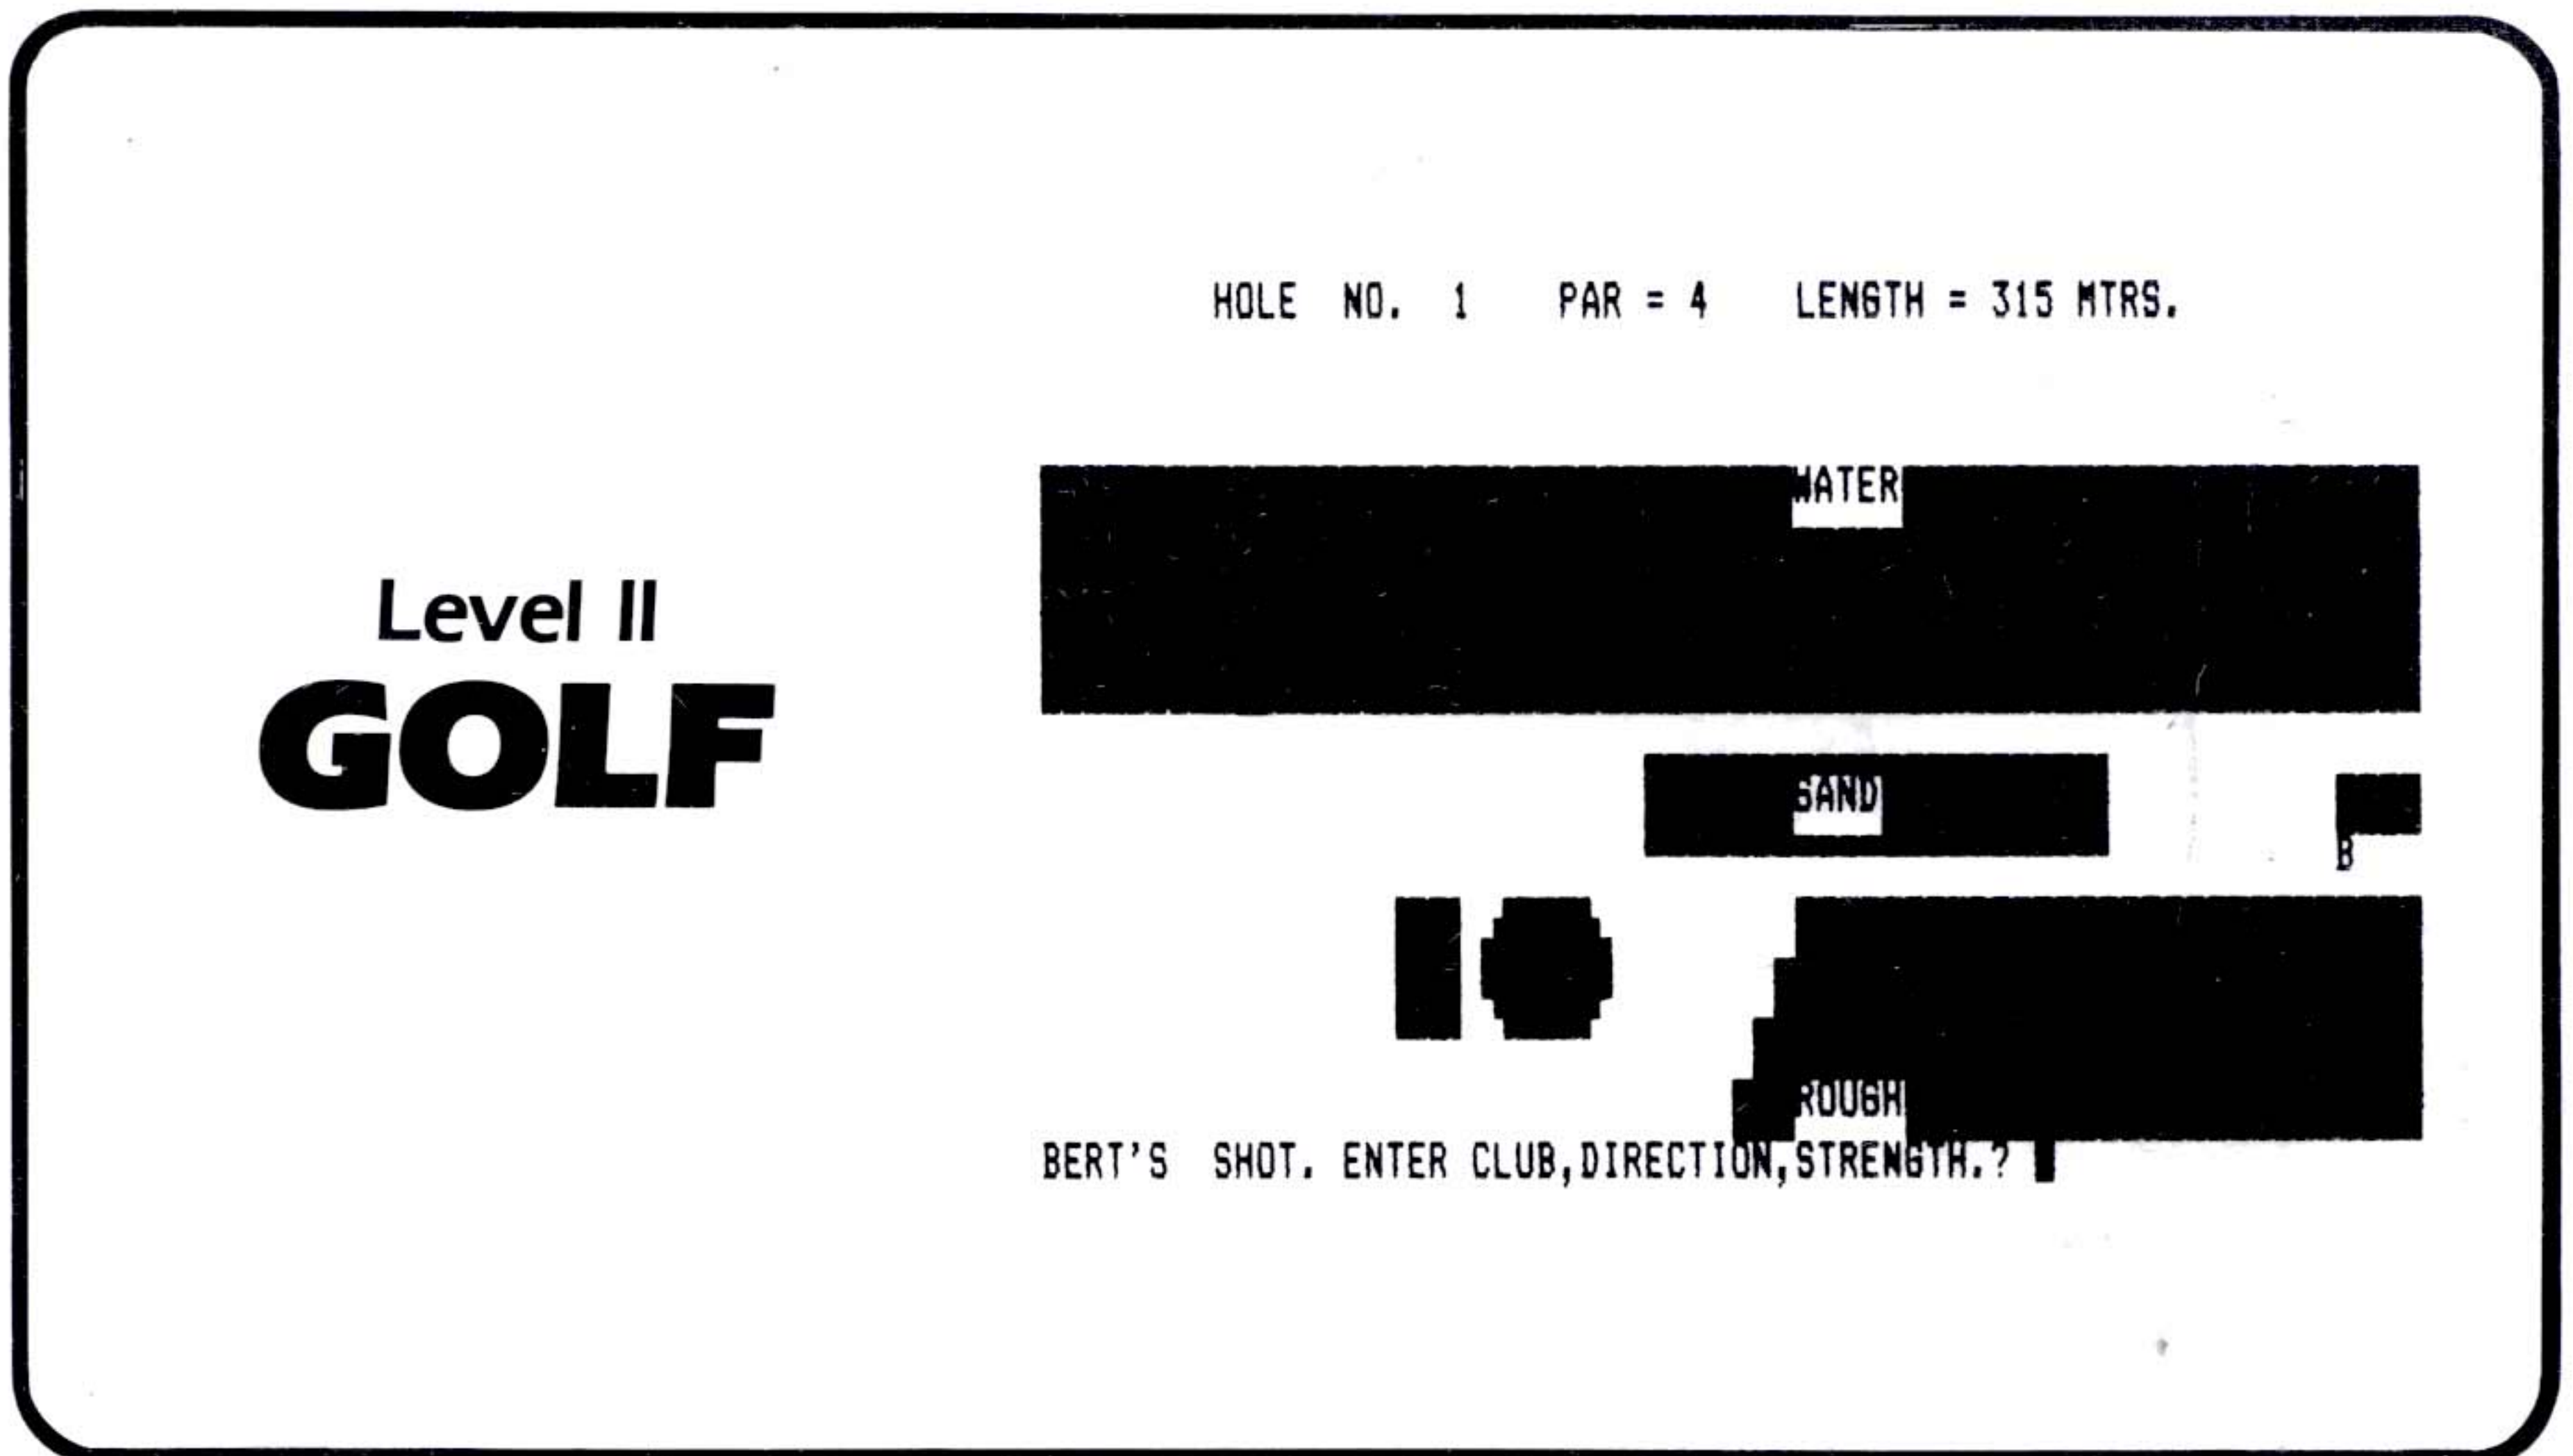 Level II
GOLF
HOLE NO. 1 PAR = 4 LENGTH = 315 MTRS.
WATER
SAND
B
ROUGH
BERT'S SHOT. ENTER CLUB,DIRECTION,STRENGTH.?